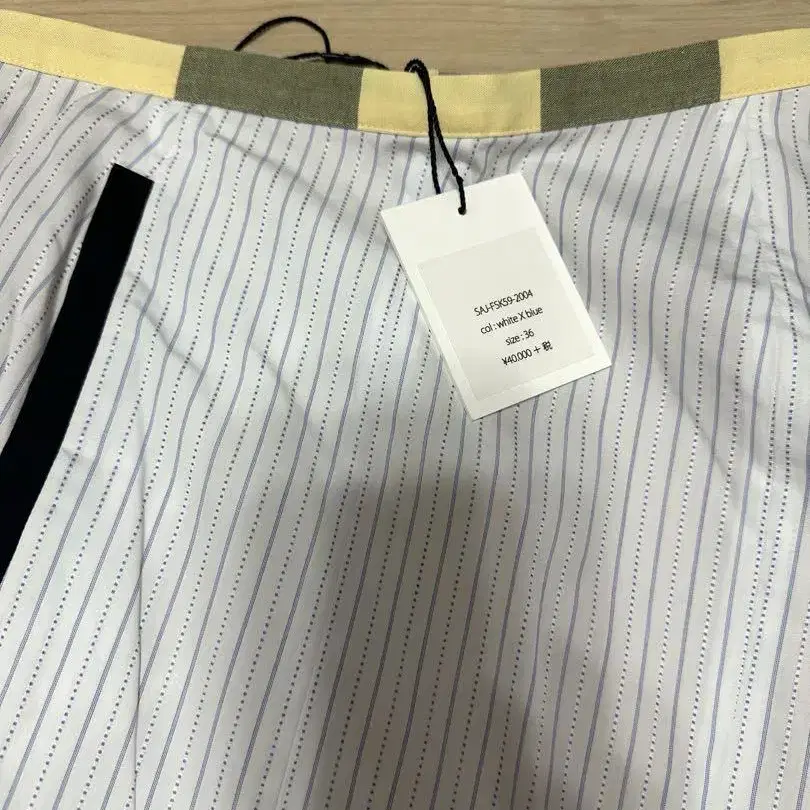 SAJ-FSKS9-2004
col : white X blue
size : 36
¥40,000 + 税